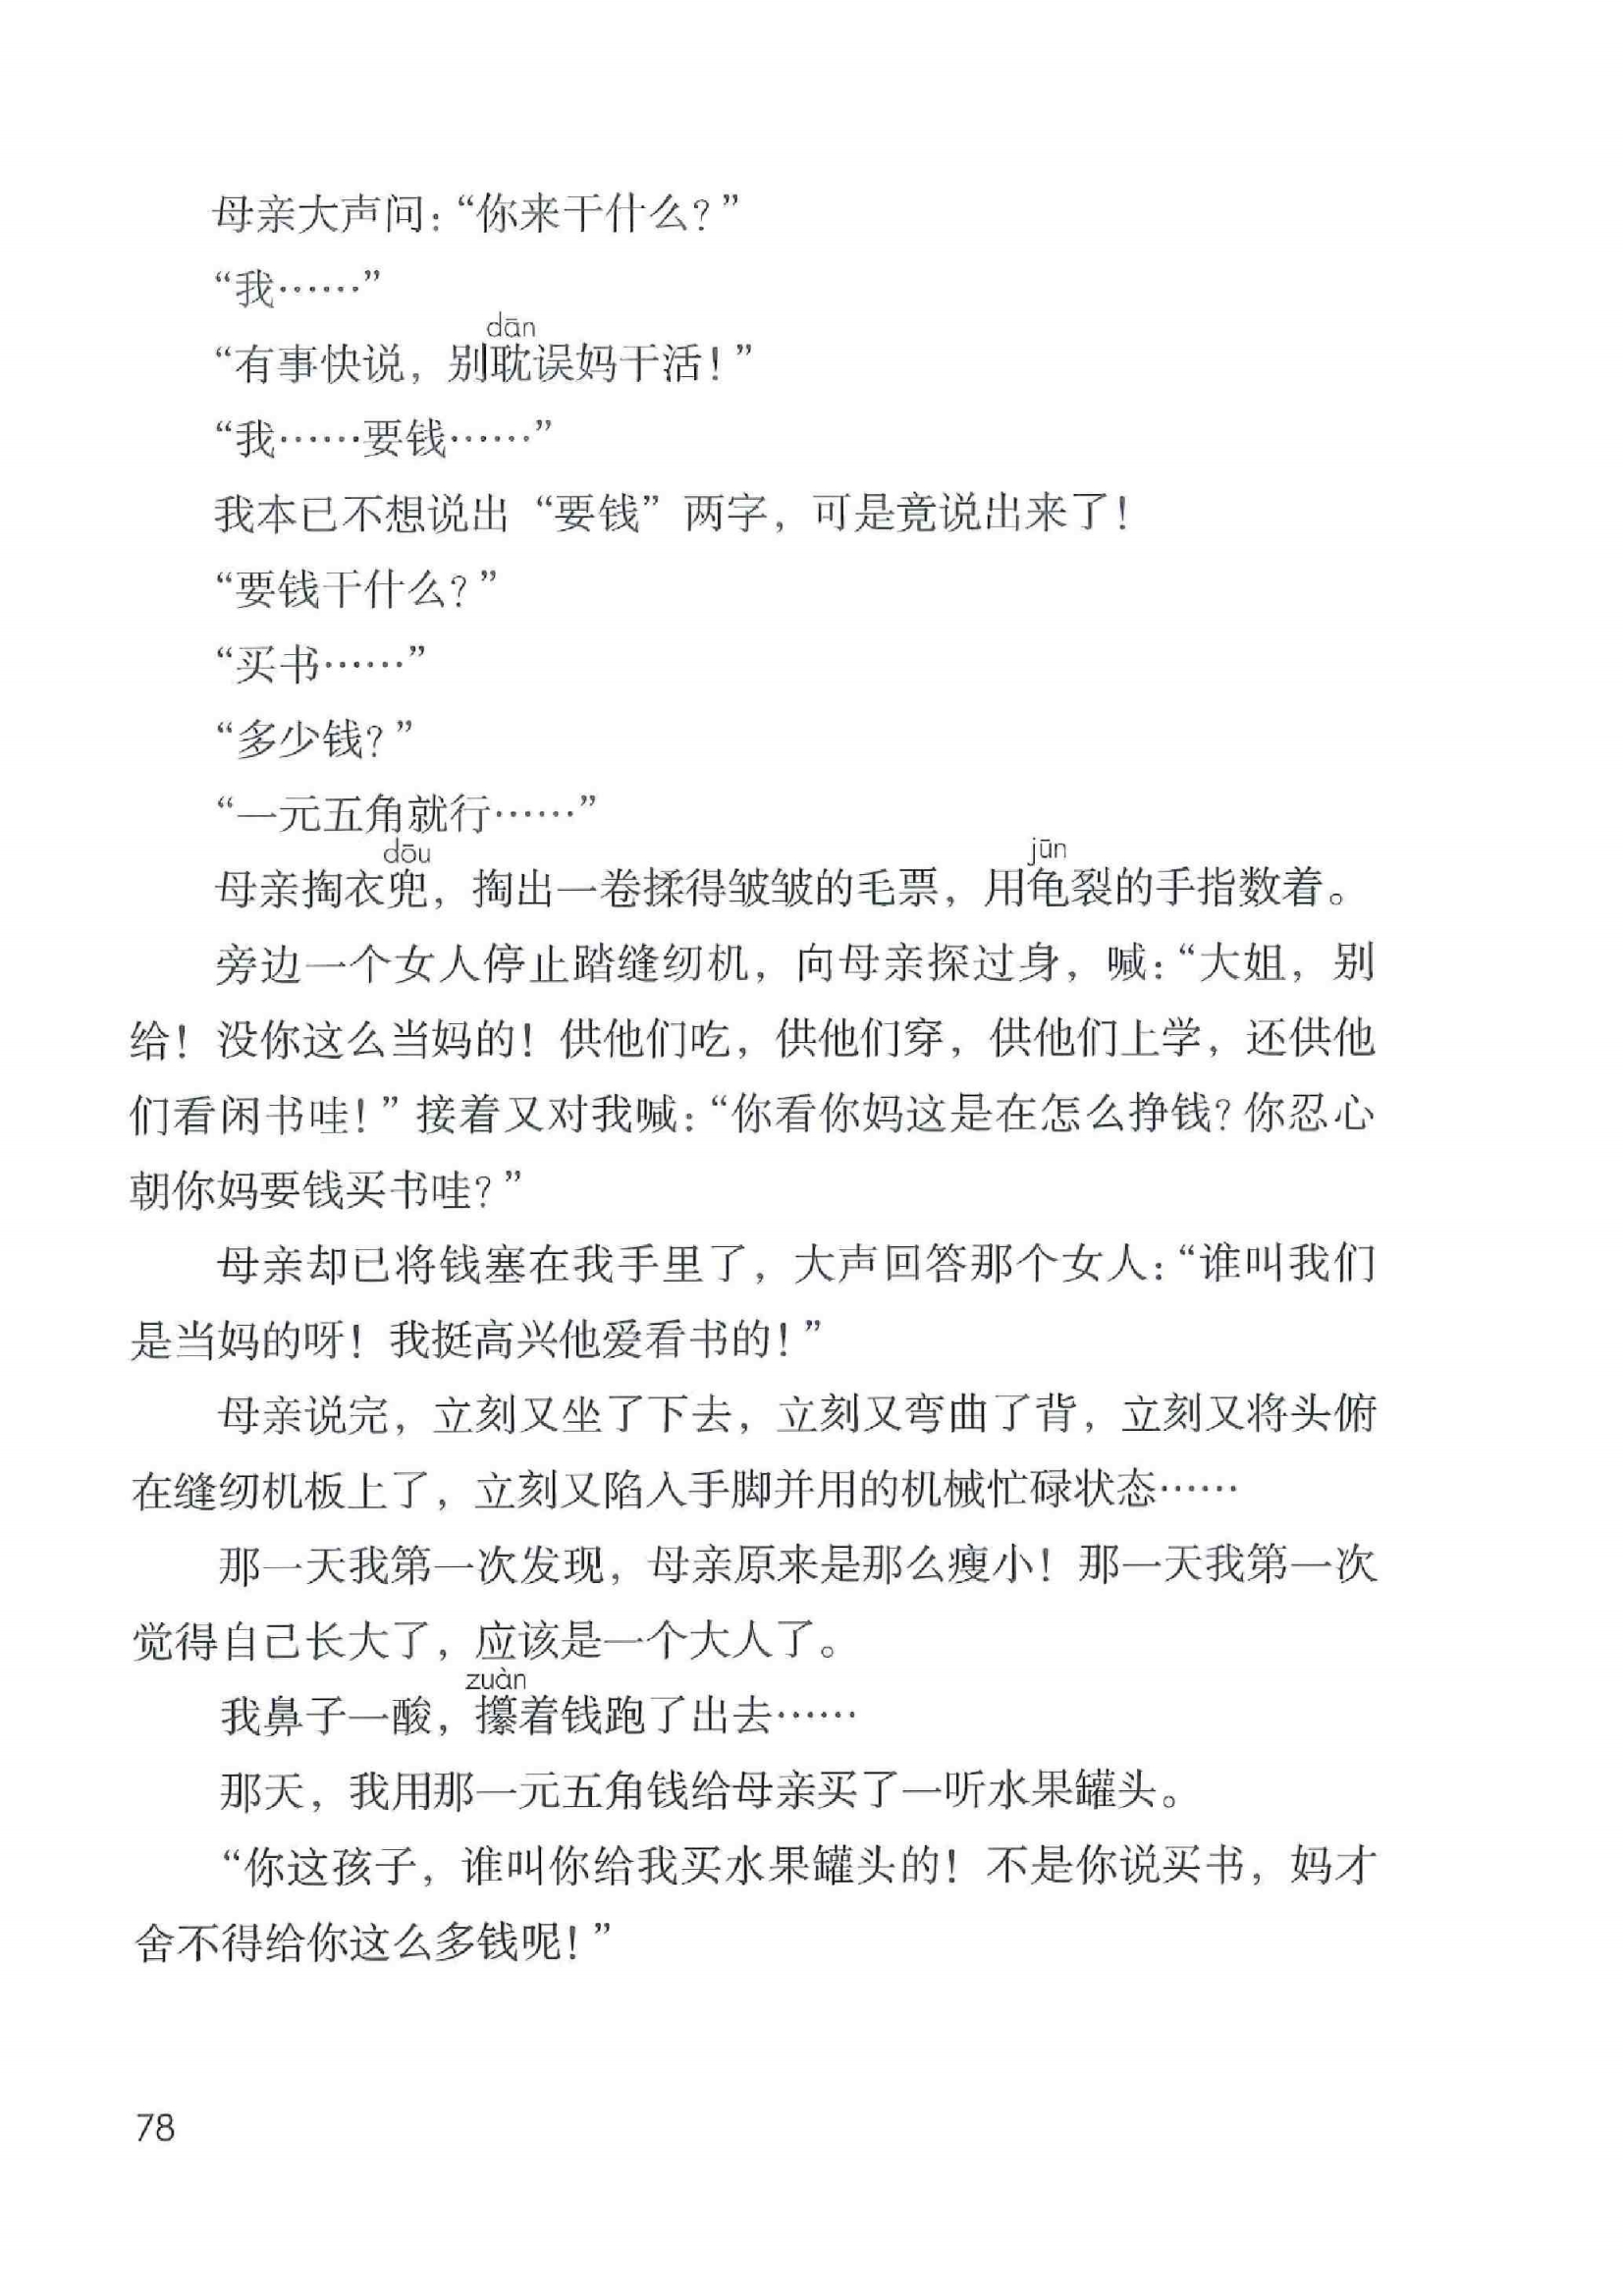 母亲大声问：“你来干什么？”
“我……”
dān
“有事快说，别耽误妈干活！”
“我……要钱……”
我本已不想说出“要钱”两字，可是竟说出来了！
“要钱干什么？”
“买书……”
“多少钱？”
“一元五角就行……”
dōu jūn
母亲掏衣兜，掏出一卷揉得皱皱的毛票，用龟裂的手指数着。
旁边一个女人停止踏缝纫机，向母亲探过身，喊：“大姐，别
给！没你这么当妈的！供他们吃，供他们穿，供他们上学，还供他
们看闲书哇！”接着又对我喊：“你看你妈这是在怎么挣钱？你忍心
朝你妈要钱买书哇？”
母亲却已将钱塞在我手里了，大声回答那个女人：“谁叫我们
是当妈的呀！我挺高兴他爱看书的！”
母亲说完，立刻又坐了下去，立刻又弯曲了背，立刻又将头俯
在缝纫机板上了，立刻又陷入手脚并用的机械忙碌状态……
那一天我第一次发现，母亲原来是那么瘦小！那一天我第一次
觉得自己长大了，应该是一个大人了。
zuàn
我鼻子一酸，攥着钱跑了出去……
那天，我用那一元五角钱给母亲买了一听水果罐头。
“你这孩子，谁叫你给我买水果罐头的！不是你说买书，妈才
舍不得给你这么多钱呢！”
78